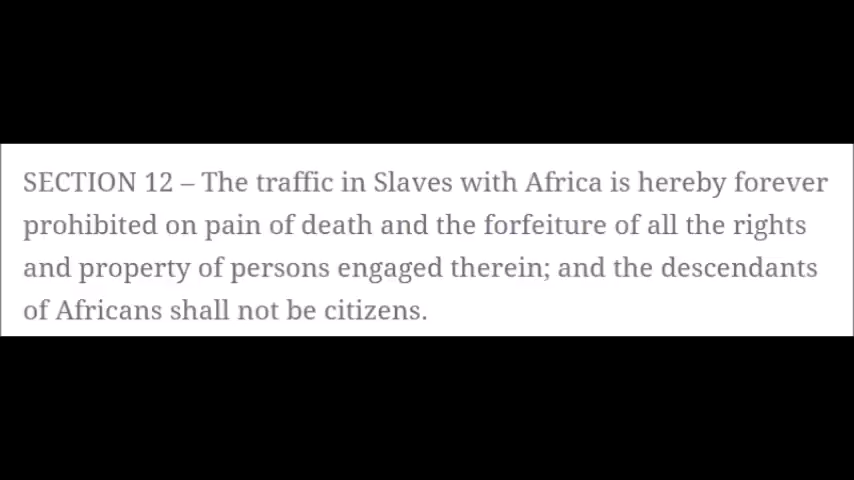 SECTION 12 – The traffic in Slaves with Africa is hereby forever
prohibited on pain of death and the forfeiture of all the rights
and property of persons engaged therein; and the descendants
of Africans shall not be citizens.